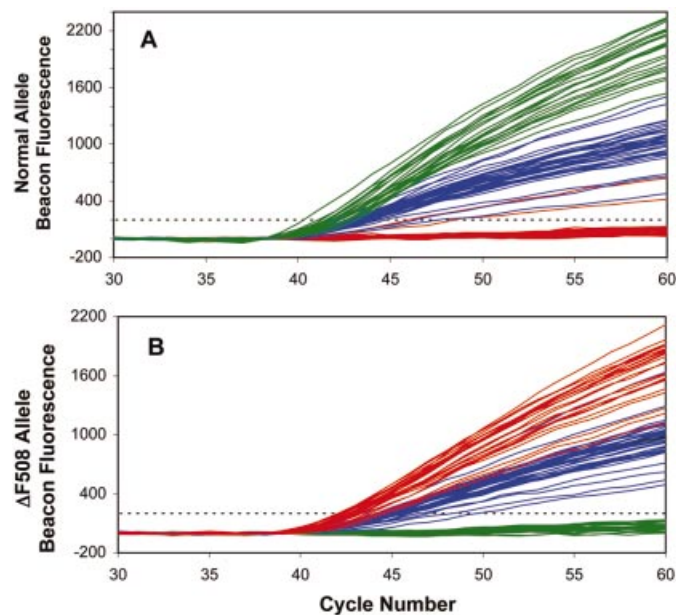 A
Normal Allele
Beacon Fluorescence
2200
1600
1000
400
-200
30 35 40 45 50 55 60
B
ΔF508 Allele
Beacon Fluorescence
2200
1600
1000
400
-200
30 35 40 45 50 55 60
Cycle Number